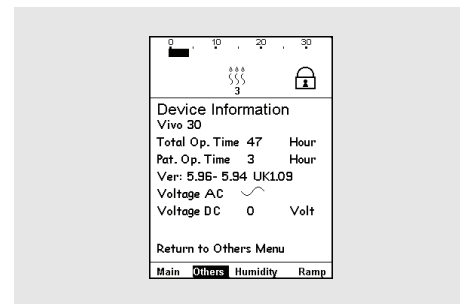 0 10 20 30
3
Device Information
Vivo 30
Total Op. Time 47 Hour
Pat. Op. Time 3 Hour
Ver: 5.96- 5.94 UK1.09
Voltage AC
Voltage DC 0 Volt
Return to Others Menu
Main Others Humidity Ramp